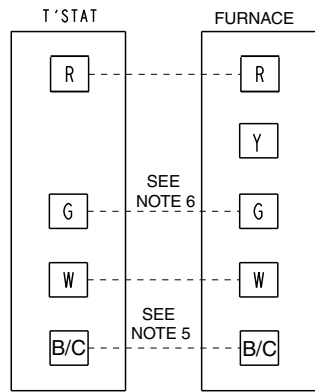 T'STAT FURNACE
R R
Y
SEE
NOTE 6
G G
W W
SEE
NOTE 5
B/C B/C